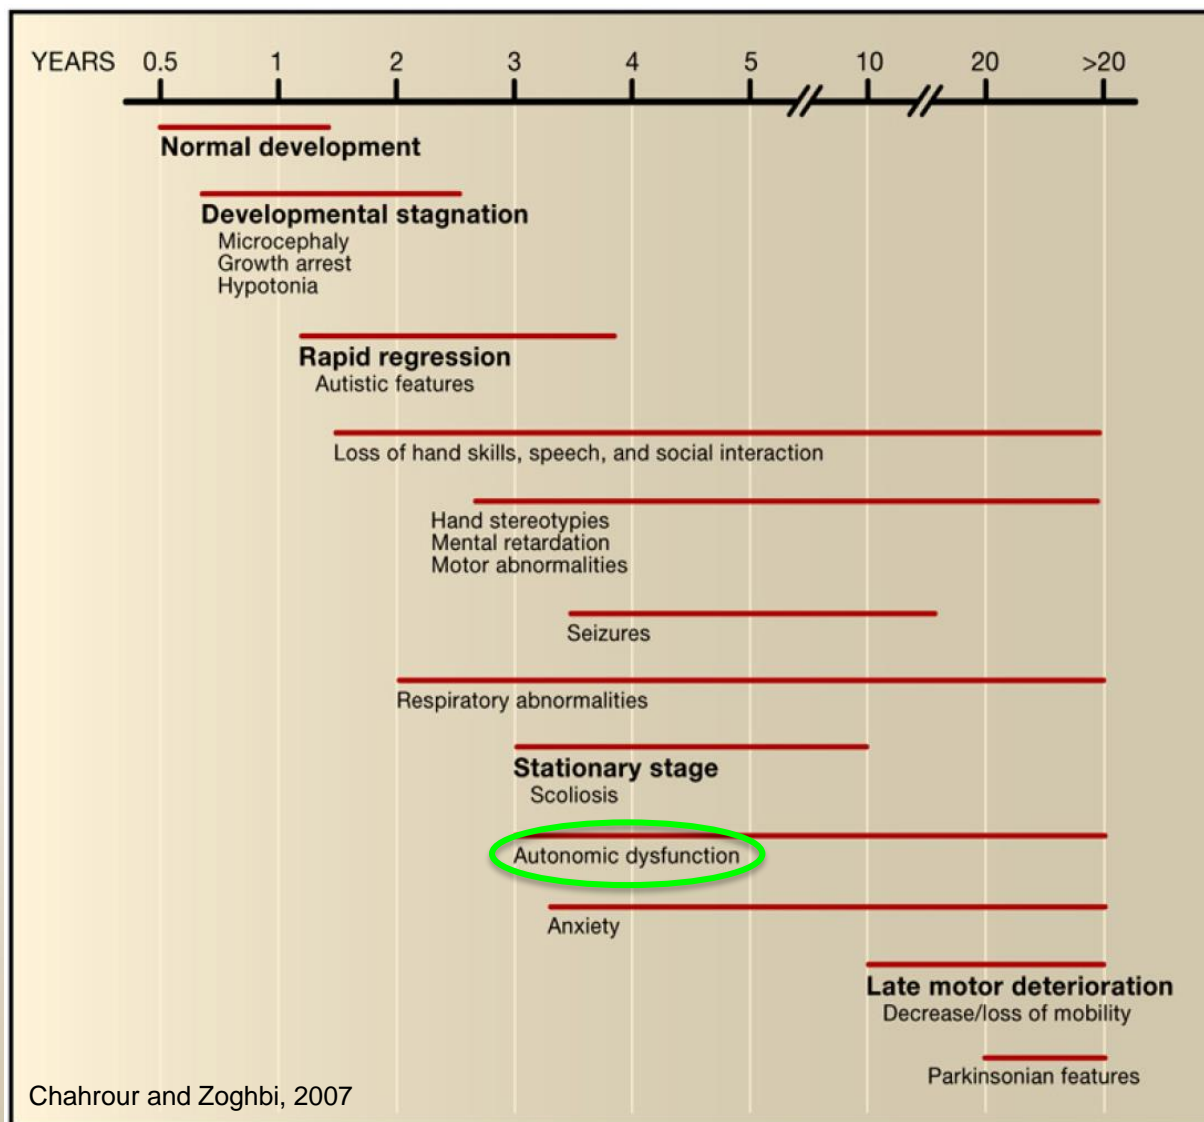 YEARS 0.5 1 2 3 4 5 10 20 >20
Normal development
Developmental stagnation
Microcephaly
Growth arrest
Hypotonia
Rapid regression
Autistic features
Loss of hand skills, speech, and social interaction
Hand stereotypies
Mental retardation
Motor abnormalities
Seizures
Respiratory abnormalities
Stationary stage
Scoliosis
Autonomic dysfunction
Anxiety
Late motor deterioration
Decrease/loss of mobility
Parkinsonian features
Chahrour and Zoghbi, 2007